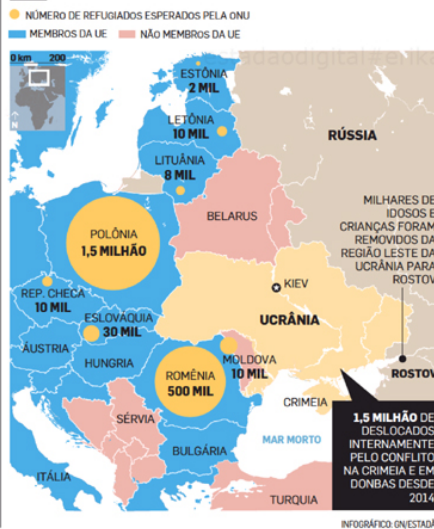 NÚMERO DE REFUGIADOS ESPERADOS PELA ONU
MEMBROS DA UE NÃO MEMBROS DA UE
0 km 200
N
ESTÔNIA
2 MIL
LETÔNIA
10 MIL
LITUÂNIA
8 MIL
RÚSSIA
BELARUS
POLÔNIA
1,5 MILHÃO
MILHARES DE
IDOSOS E
CRIANÇAS FORAM
REMOVIDOS DA
REGIÃO LESTE DA
UCRÂNIA PARA
ROSTOV
REP. CHECA
10 MIL
ESLOVÁQUIA
30 MIL
KIEV
UCRÂNIA
ÁUSTRIA
HUNGRIA
MOLDOVA
10 MIL
ROMÊNIA
500 MIL
ROSTOV
CRIMEIA
SÉRVIA
MAR MORTO
BULGÁRIA
ITÁLIA
TURQUIA
1,5 MILHÃO DE
DESLOCADOS
INTERNAMENTE
PELO CONFLITO
NA CRIMEIA E EM
DONBAS DESDE
2014
INFOGRÁFICO: GN/ESTADÃ